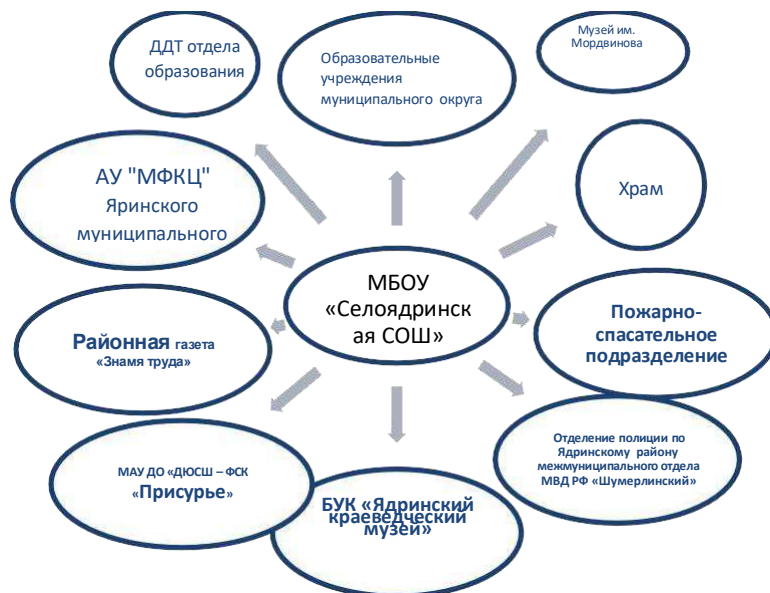 ДДТ отдела
образования
Образовательные
учреждения
муниципального округа
Музей им.
Мордвинова
АУ "МФКЦ"
Яринского
муниципального
Храм
МБОУ
«Селоядринск
ая СОШ»
Районная газета
«Знамя труда»
Пожарно-
спасательное
подразделение
МАУ ДО «ДЮСШ – ФСК
«Присурье»
БУК «Ядринский
краеведческий
музей»
Отделение полиции по
Ядринскому району
межмуниципального отдела
МВД РФ «Шумерлинский»